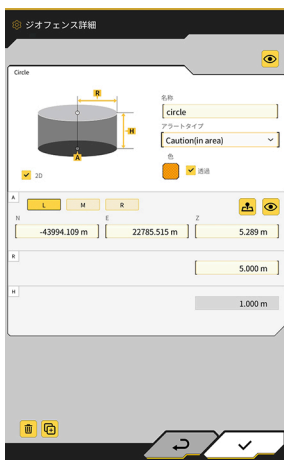 ジオフェンス詳細
Circle
R
H
A
2D
名称
circle
アラートタイプ
Caution(in area)
色
透過
A
L M R
N E Z
-43994.109 m 22785.515 m 5.289 m
R
5.000 m
H
1.000 m